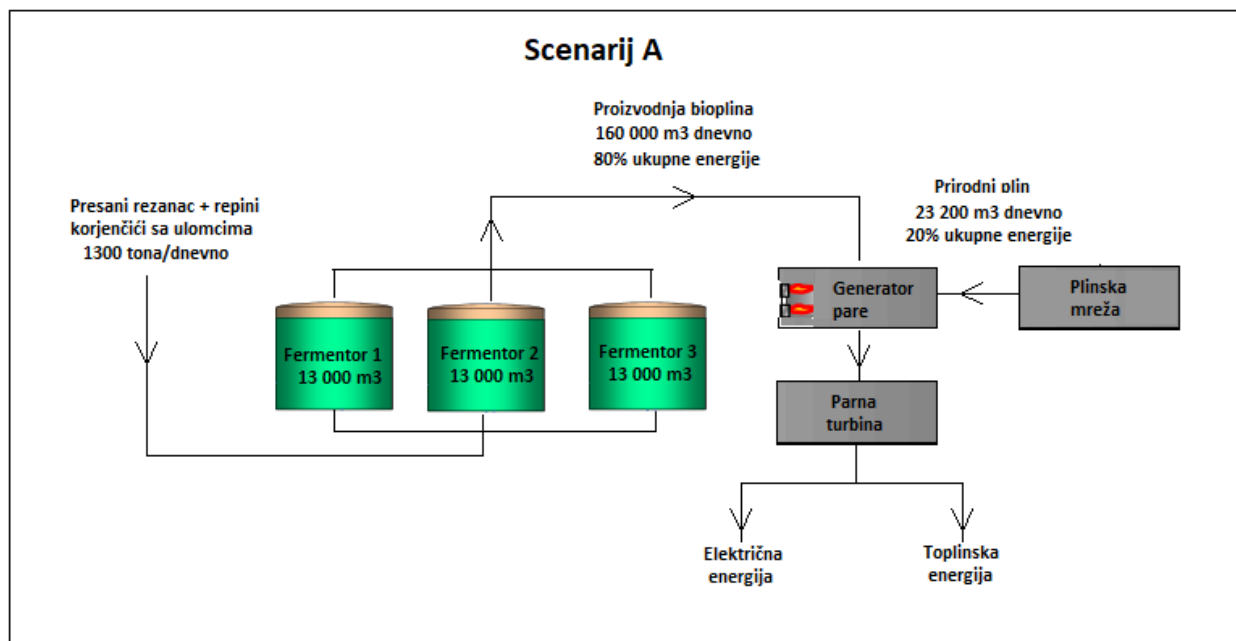 Scenarij A
Proizvodnja bioplina
160 000 m3 dnevno
80% ukupne energije
Presani rezanac + repini
korjenčići sa ulomcima
1300 tona/dnevno
Prirodni plin
23 200 m3 dnevno
20% ukupne energije
Fermentor 1
13 000 m3
Fermentor 2
13 000 m3
Fermentor 3
13 000 m3
Generator
pare
Plinska
mreža
Parna
turbina
Električna
energija
Toplinska
energija